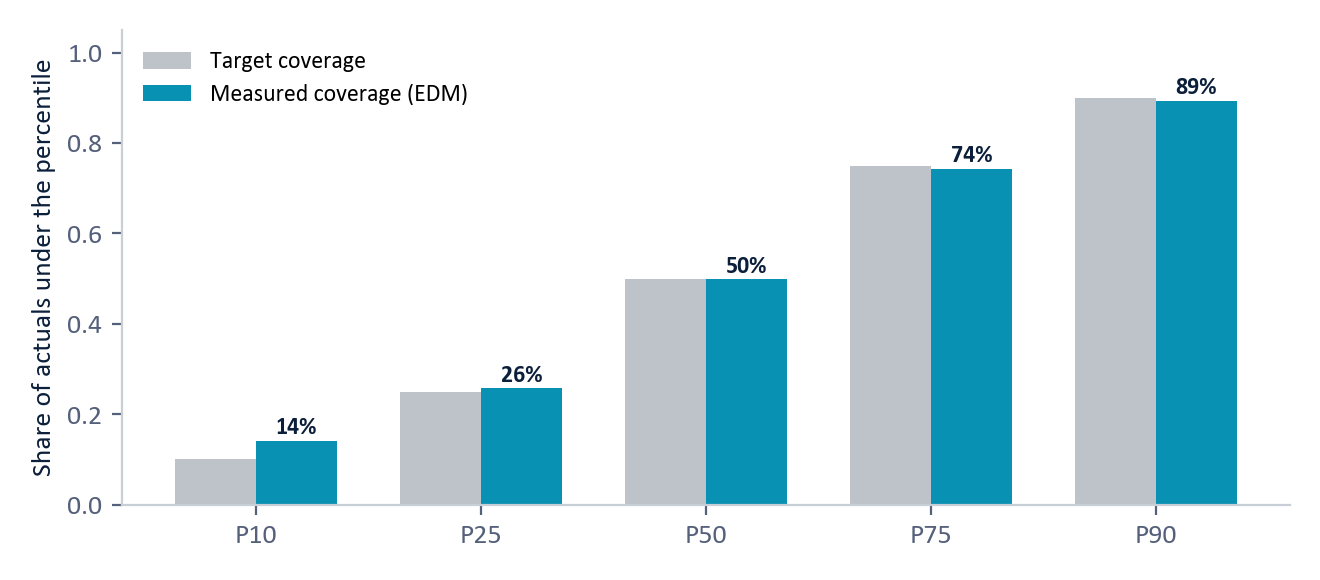 Target coverage
Measured coverage (EDM)
Share of actuals under the percentile
1.0
0.8
0.6
0.4
0.2
0.0
14%
26%
50%
74%
89%
P10
P25
P50
P75
P90